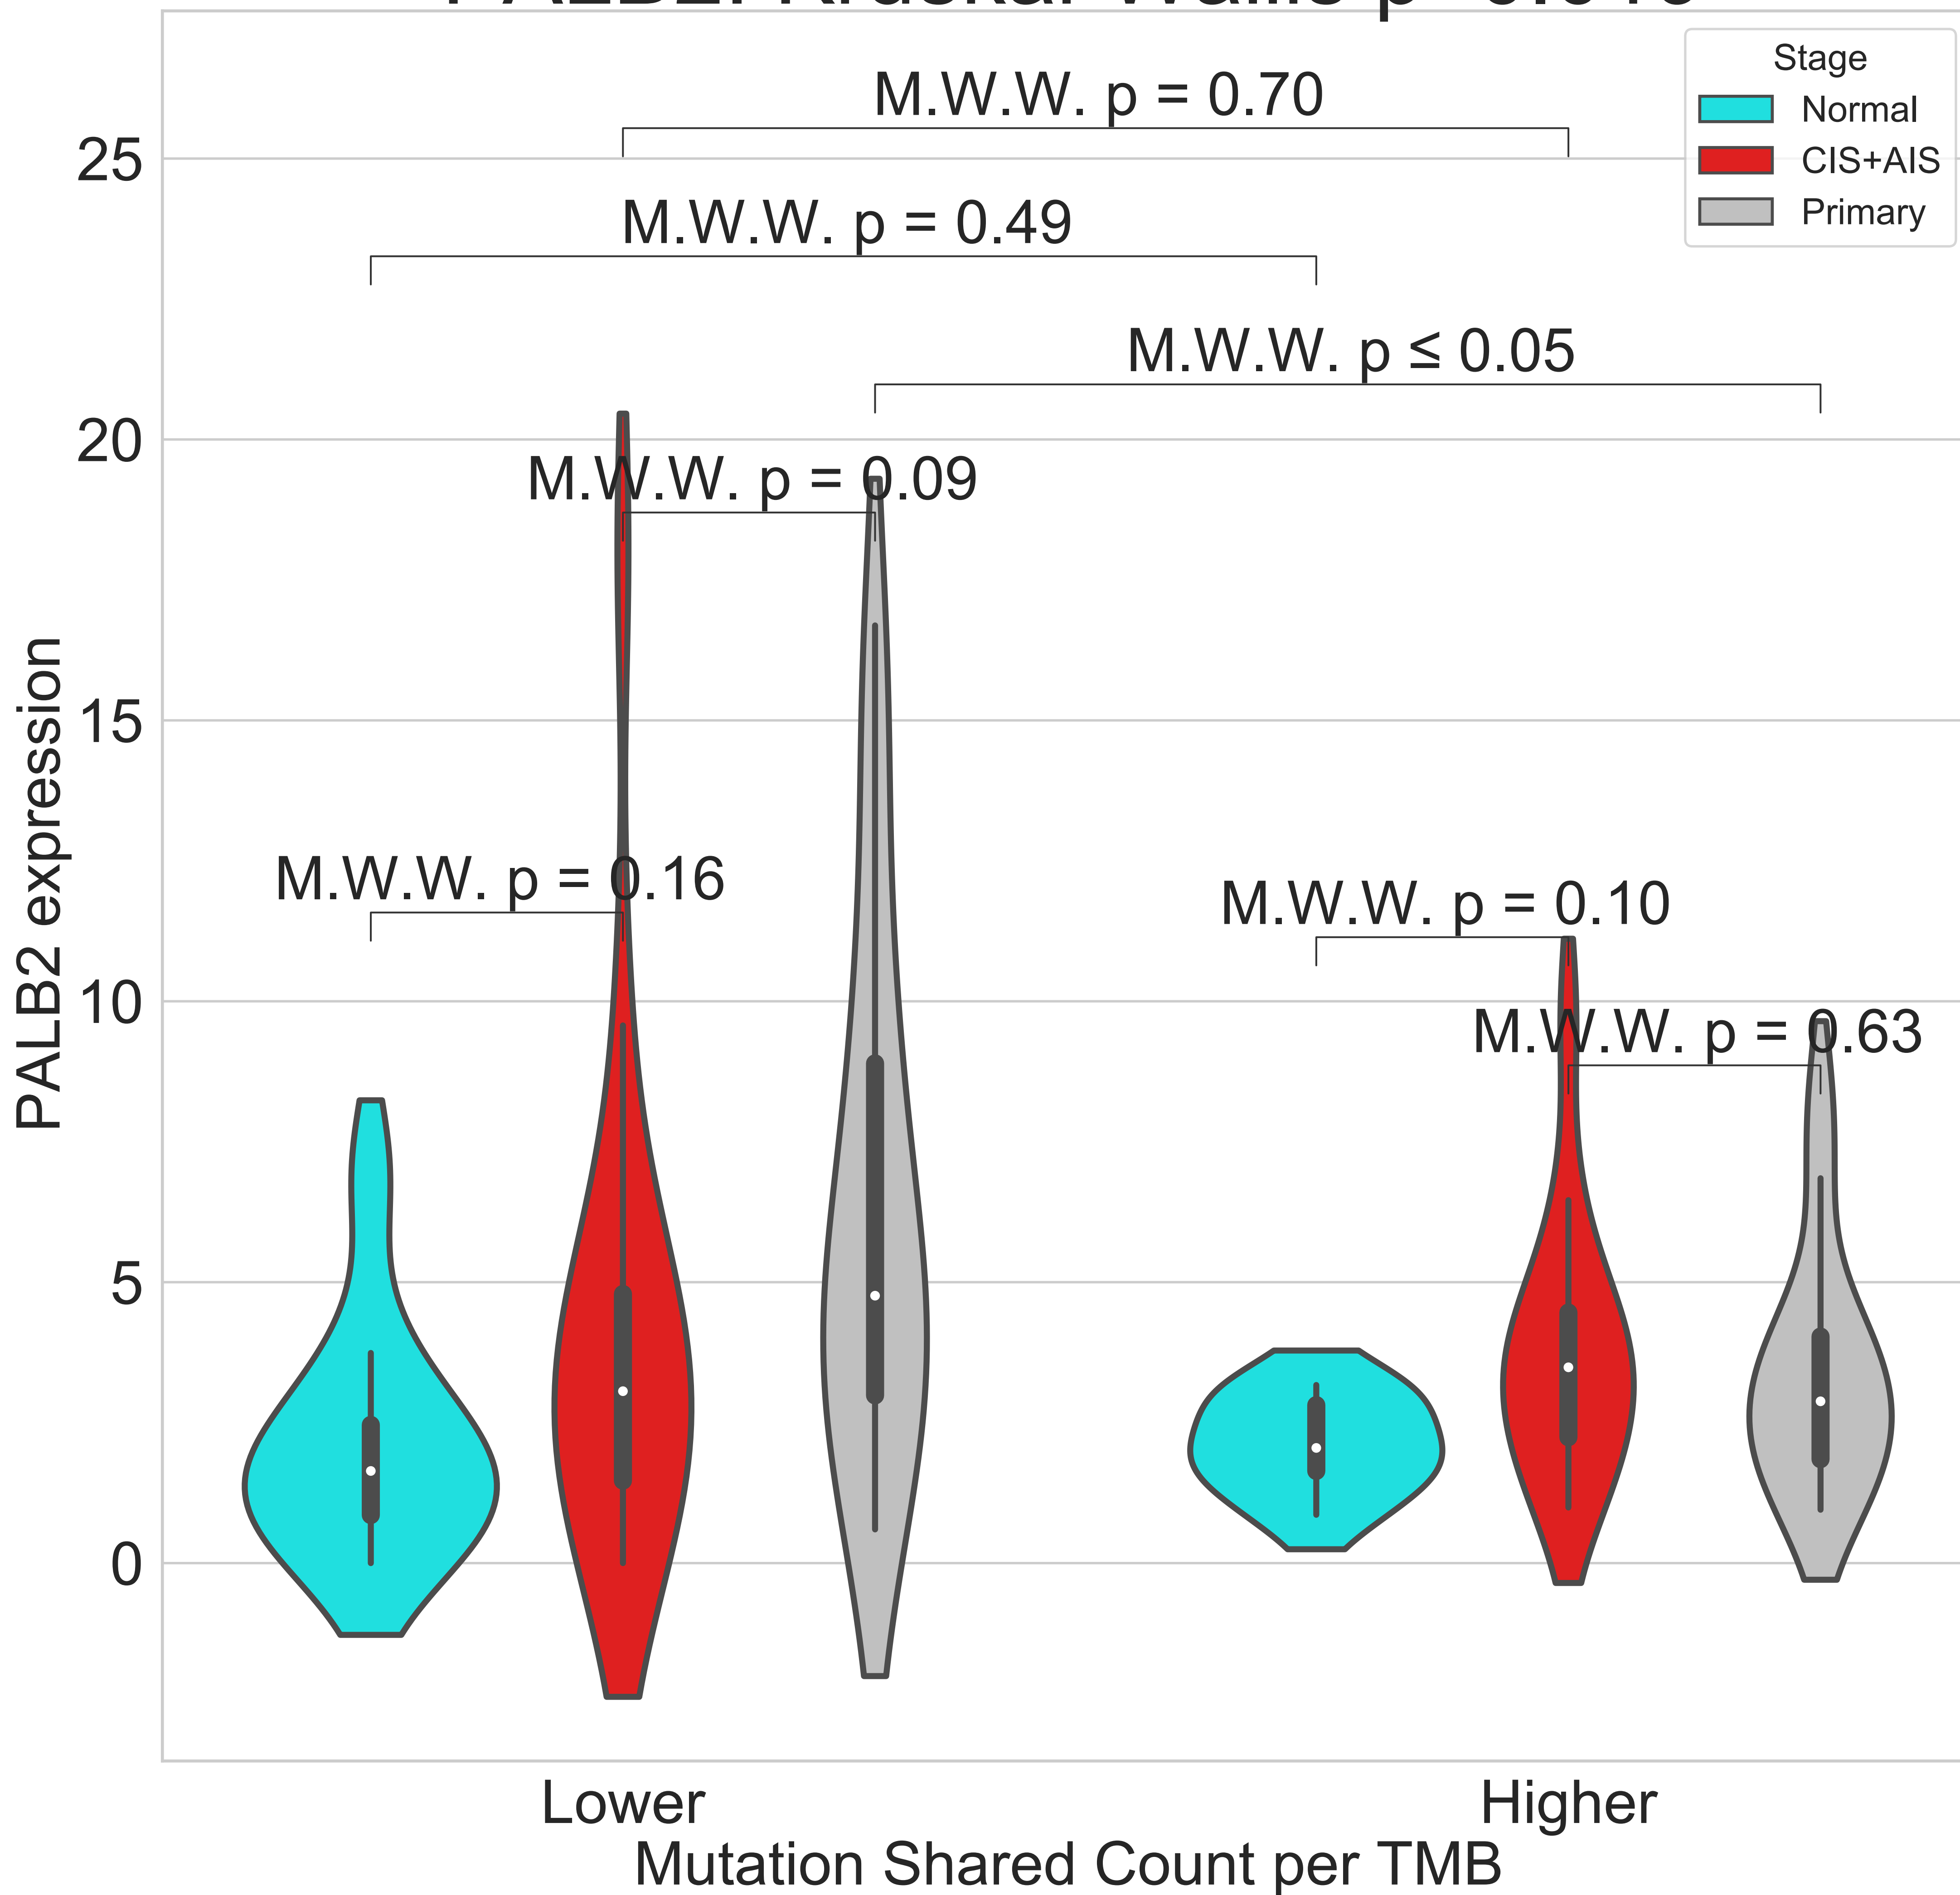 Stage
Normal
CIS+AIS
Primary
M.W.W. p = 0.70
M.W.W. p = 0.49
M.W.W. p ≤ 0.05
M.W.W. p = 0.09
M.W.W. p = 0.16
M.W.W. p = 0.10
M.W.W. p = 0.63
25
20
15
10
5
0
PALB2 expression
Lower
Higher
Mutation Shared Count per TMB